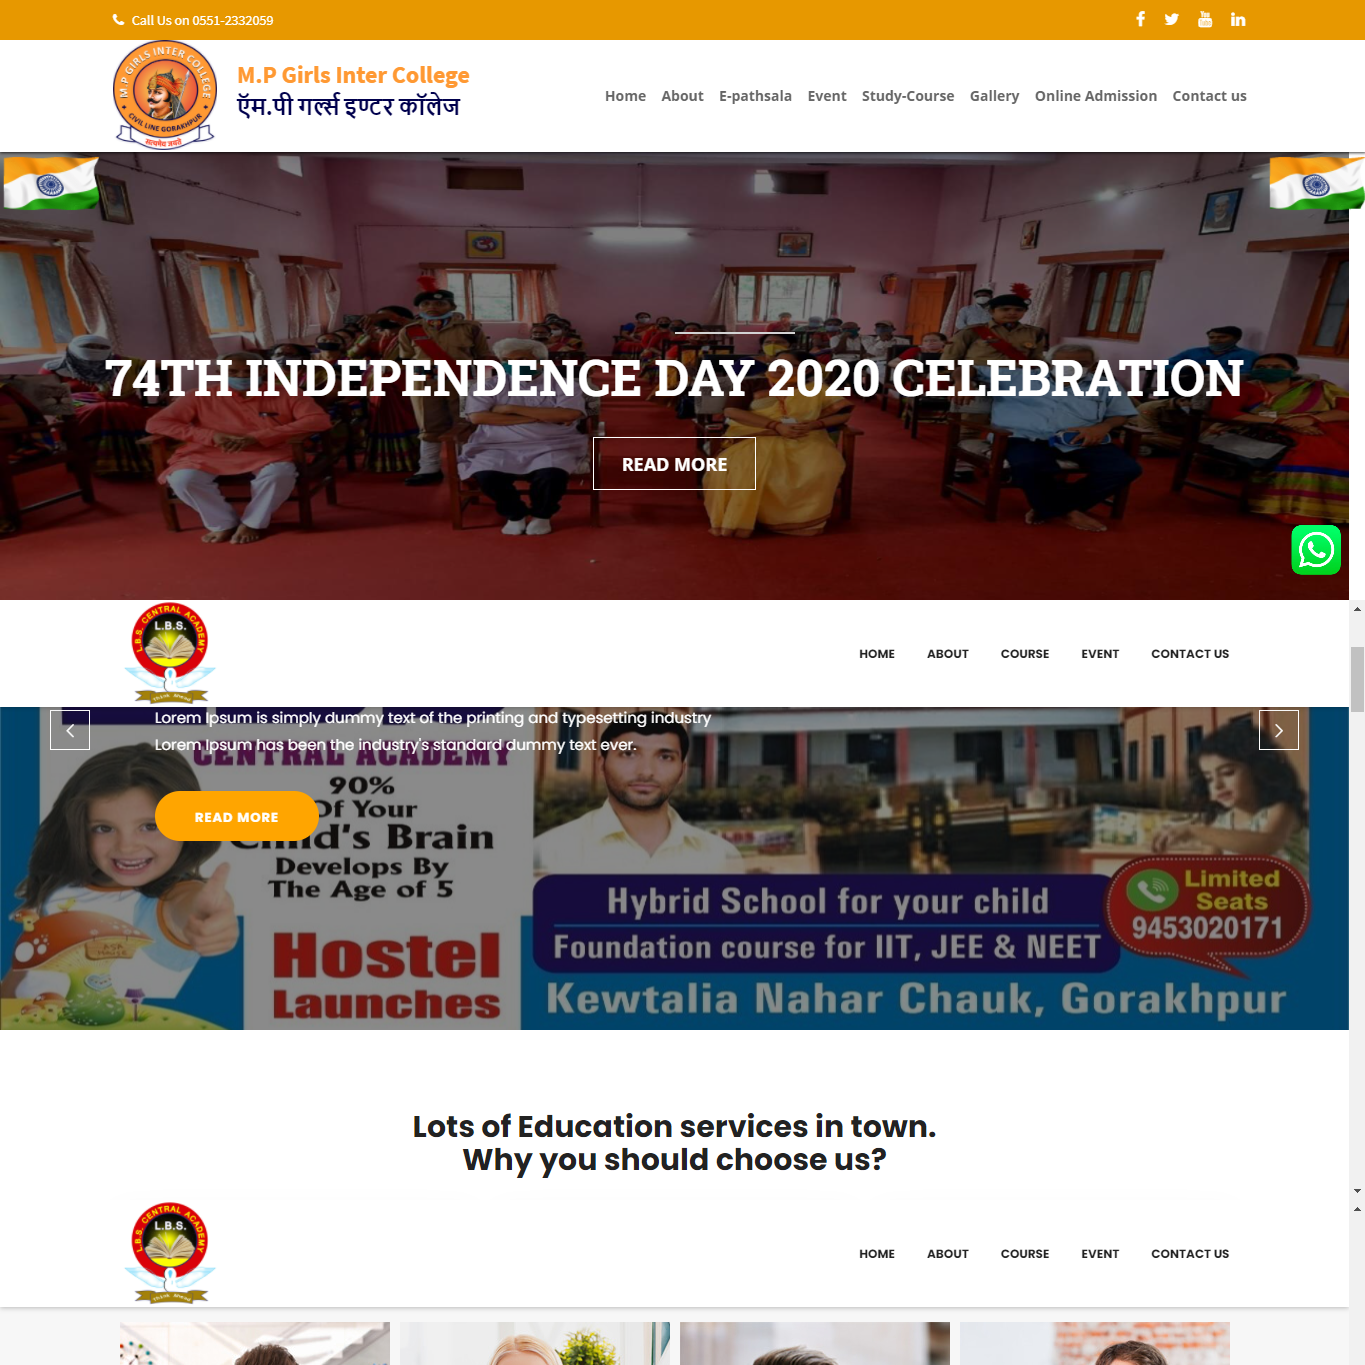 Call Us on 0551-2332059
M.P GIRLS INTER COLLEGE
CIVIL LINE GORAKHPUR
सत्यमेव जयते
M.P Girls Inter College
ऍम.पी गर्ल्स इण्टर कॉलेज
Home About E-pathsala Event Study-Course Gallery Online Admission Contact us
74TH INDEPENDENCE DAY 2020 CELEBRATION
READ MORE
L.B.S. CENTRAL ACADEMY
L.B.S.
HOME ABOUT COURSE EVENT CONTACT US
Lorem Ipsum is simply dummy text of the printing and typesetting industry
Lorem Ipsum has been the industry's standard dummy text ever.
CENTRAL ACADEMY
90%
Of Your
Child's Brain
Develops By
The Age of 5
READ MORE
Hostel
Launches
Hybrid School for your child
Foundation course for IIT, JEE & NEET
Limited
Seats
9453020171
Kewtalia Nahar Chauk, Gorakhpur
Lots of Education services in town.
Why you should choose us?
L.B.S. CENTRAL ACADEMY
L.B.S.
HOME ABOUT COURSE EVENT CONTACT US